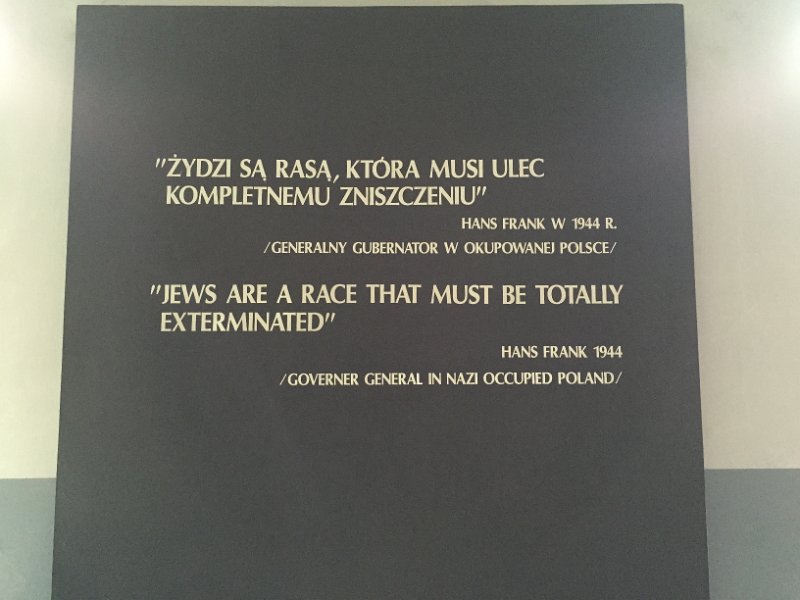 "ŻYDZI SĄ RASĄ, KTÓRA MUSI ULEC
KOMPLETNEMU ZNISZCZENIU"
HANS FRANK W 1944 R.
/GENERALNY GUBERNATOR W OKUPOWANEJ POLSCE/
"JEWS ARE A RACE THAT MUST BE TOTALLY
EXTERMINATED"
HANS FRANK 1944
/GOVERNER GENERAL IN NAZI OCCUPIED POLAND/